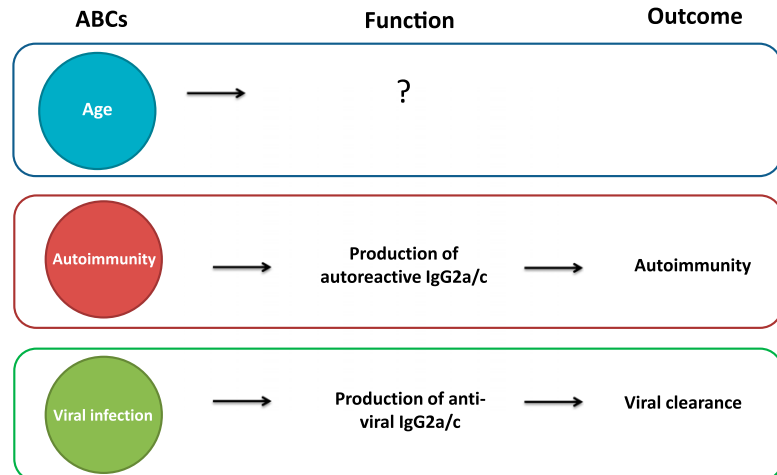 ABCs Function Outcome
Age
?
Autoimmunity
Production of
autoreactive IgG2a/c
Autoimmunity
Viral infection
Production of anti-
viral IgG2a/c
Viral clearance